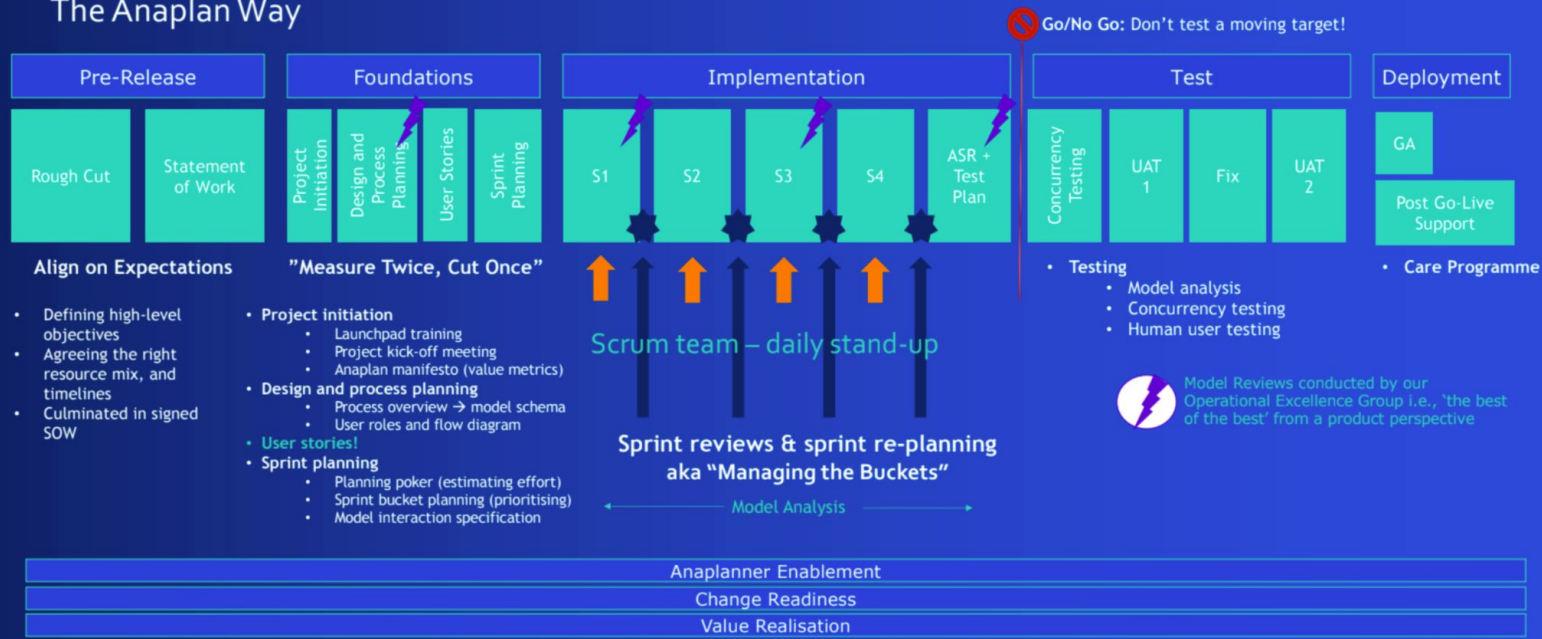 The Anaplan Way
Go/No Go: Don't test a moving target!
Pre-Release
Foundations
Implementation
Test
Deployment
Rough Cut
Statement
of Work
Project
Initiation
Design and
Process
Planning
User Stories
Sprint
Planning
S1
S2
S3
S4
ASR +
Test
Plan
Concurrency
Testing
UAT
1
Fix
UAT
2
GA
Post Go-Live
Support
Align on Expectations
• Defining high-level
objectives
• Agreeing the right
resource mix, and
timelines
• Culminated in signed
SOW
”Measure Twice, Cut Once”
• Project initiation
• Launchpad training
• Project kick-off meeting
• Anaplan manifesto (value metrics)
• Design and process planning
• Process overview → model schema
• User roles and flow diagram
• User stories!
• Sprint planning
• Planning poker (estimating effort)
• Sprint bucket planning (prioritising)
• Model interaction specification
Scrum team – daily stand-up
Sprint reviews & sprint re-planning
aka “Managing the Buckets”
Model Analysis
• Testing
• Model analysis
• Concurrency testing
• Human user testing
• Care Programme
Model Reviews conducted by our
Operational Excellence Group i.e., ‘the best
of the best’ from a product perspective
Anaplanner Enablement
Change Readiness
Value Realisation